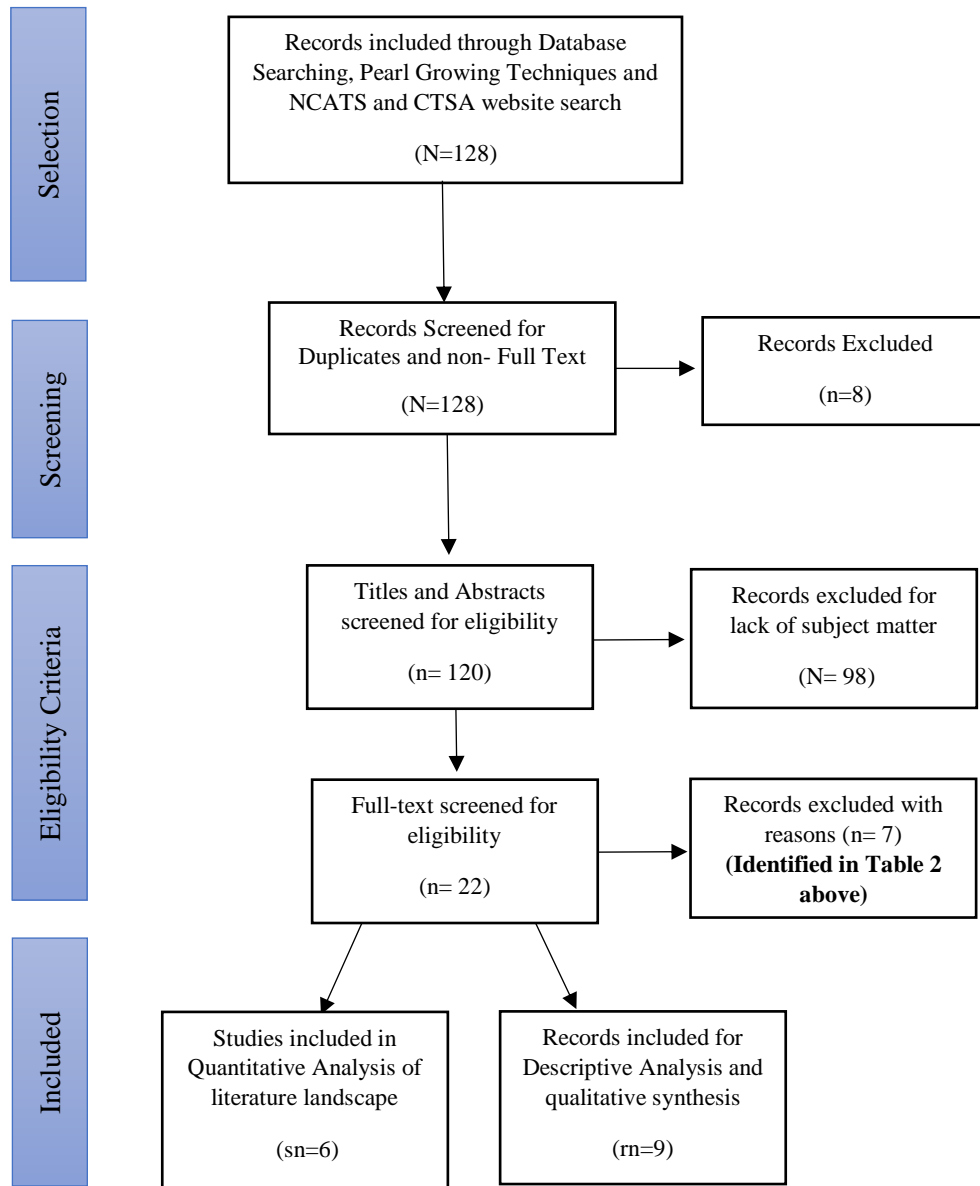 Selection
Records included through Database
Searching, Pearl Growing Techniques and
NCATS and CTSA website search
(N=128)
Screening
Records Screened for
Duplicates and non- Full Text
(N=128)
Records Excluded
(n=8)
Eligibility Criteria
Titles and Abstracts
screened for eligibility
(n= 120)
Records excluded for
lack of subject matter
(N= 98)
Full-text screened for
eligibility
(n= 22)
Records excluded with
reasons (n= 7)
(Identified in Table 2
above)
Included
Studies included in
Quantitative Analysis of
literature landscape
(sn=6)
Records included for
Descriptive Analysis and
qualitative synthesis
(rn=9)